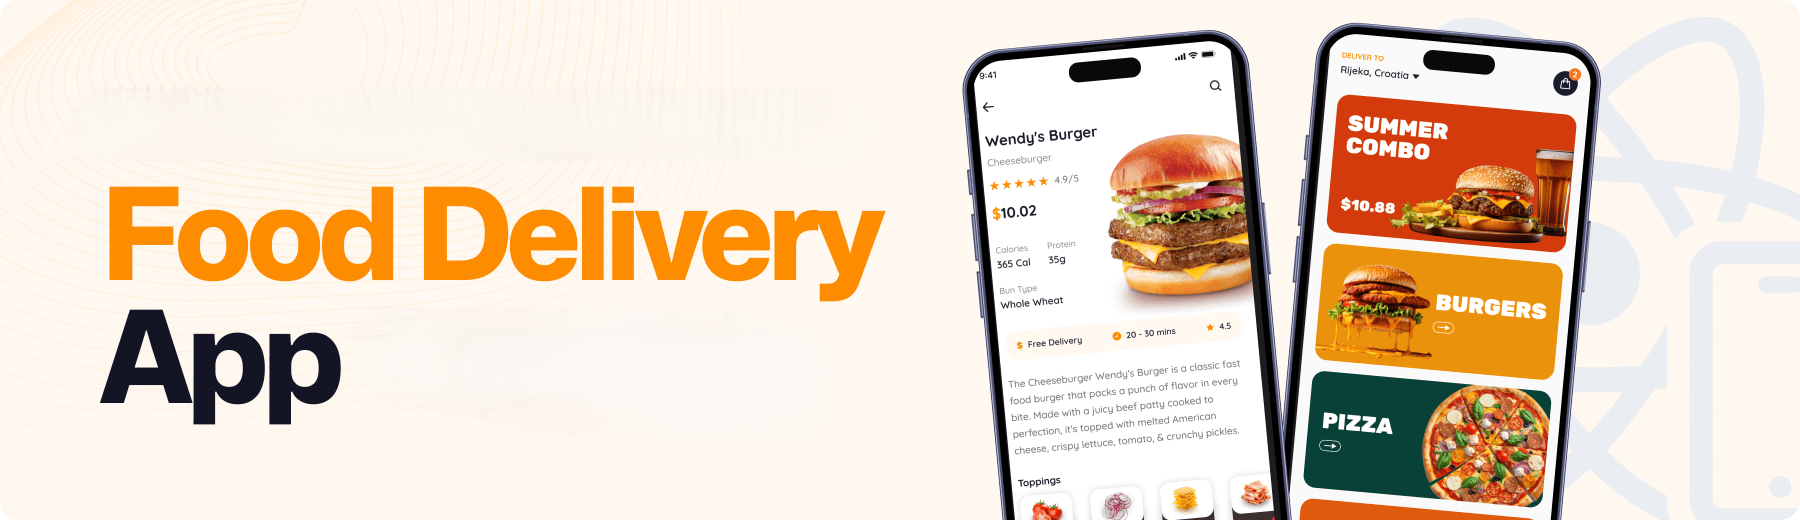 Food Delivery
App
9:41
Wendy's Burger
Cheeseburger
4.9/5
$10.02
Calories
365 Cal
Protein
35g
Bun Type
Whole Wheat
$ Free Delivery
20 - 30 mins
4.5
The Cheeseburger Wendy's Burger is a classic fast
food burger that packs a punch of flavor in every
bite. Made with a juicy beef patty cooked to
perfection, it's topped with melted American
cheese, crispy lettuce, tomato, & crunchy pickles.
Toppings
DELIVER TO
Rijeka, Croatia
2
SUMMER
COMBO
$10.88
BURGERS
PIZZA